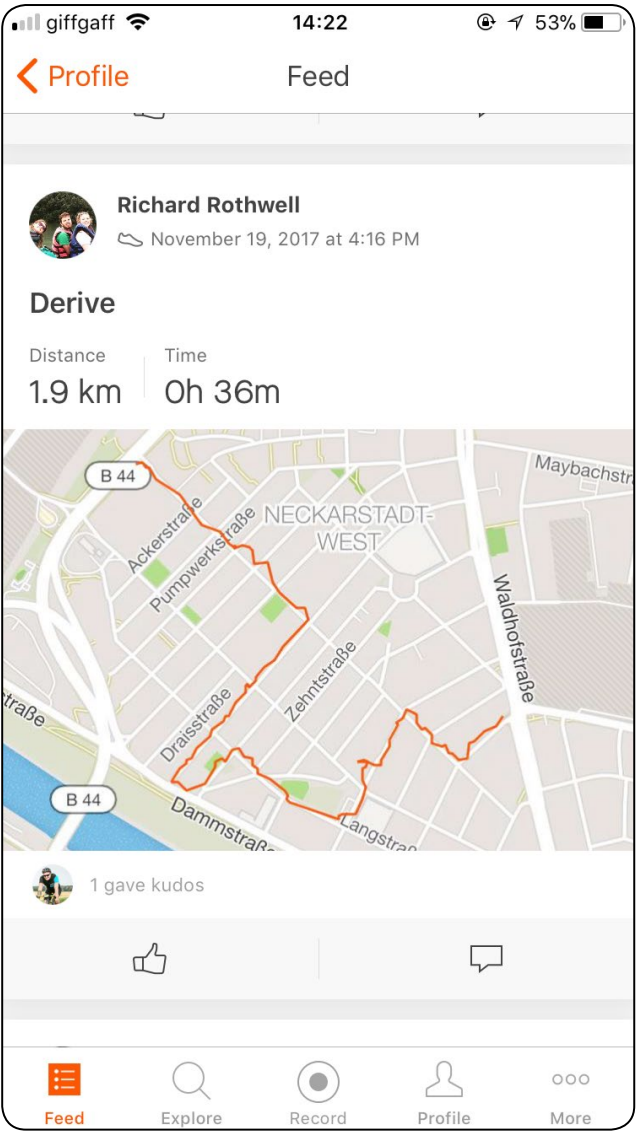 giffgaff 14:22 53%
Profile Feed
Richard Rothwell
November 19, 2017 at 4:16 PM
Derive
Distance Time
1.9 km 0h 36m
B 44
Maybachstr
NECKARSTADT-
WEST
Ackerstraße
Pumpwerkstraße
Waldhofstraße
Zehntstraße
Draisstraße
straße
B 44
Dammstraße
Langstraß
1 gave kudos
Feed Explore Record Profile More